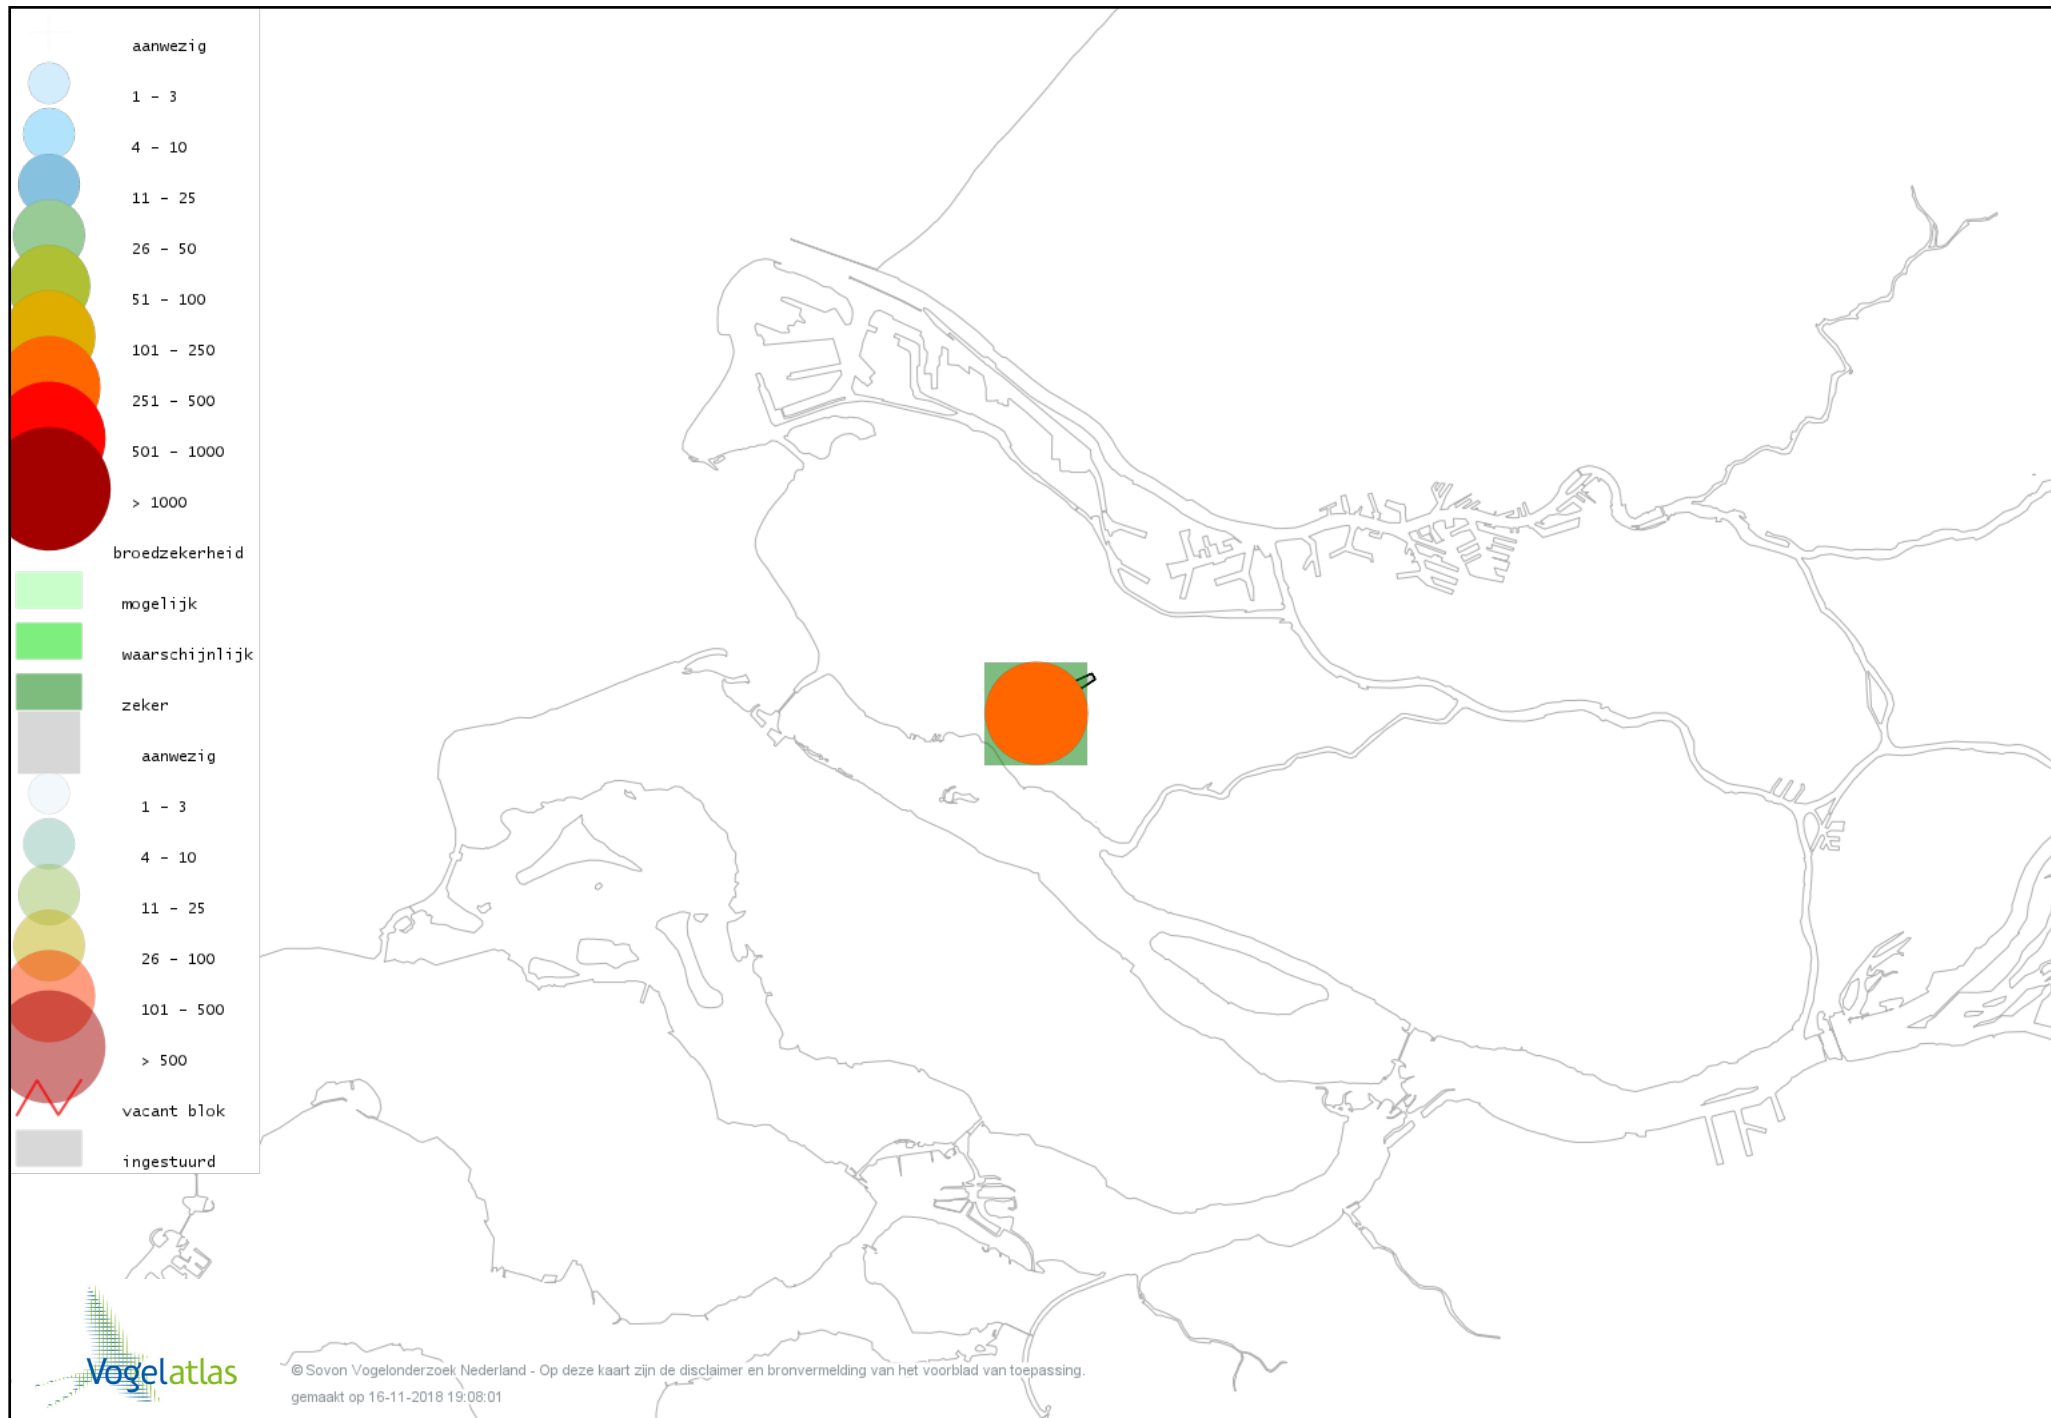 aanwezig
1 - 3
4 - 10
11 - 25
26 - 50
51 - 100
101 - 250
251 - 500
501 - 1000
> 1000
broedzekerheid
mogelijk
waarschijnlijk
zeker
aanwezig
1 - 3
4 - 10
11 - 25
26 - 100
101 - 500
> 500
vacant blok
ingestuurd
Vogelatlas
© Sovon Vogelonderzoek Nederland - Op deze kaart zijn de disclaimer en bronvermelding van het voorblad van toepassing.
gemaakt op 16-11-2018 19:08:01